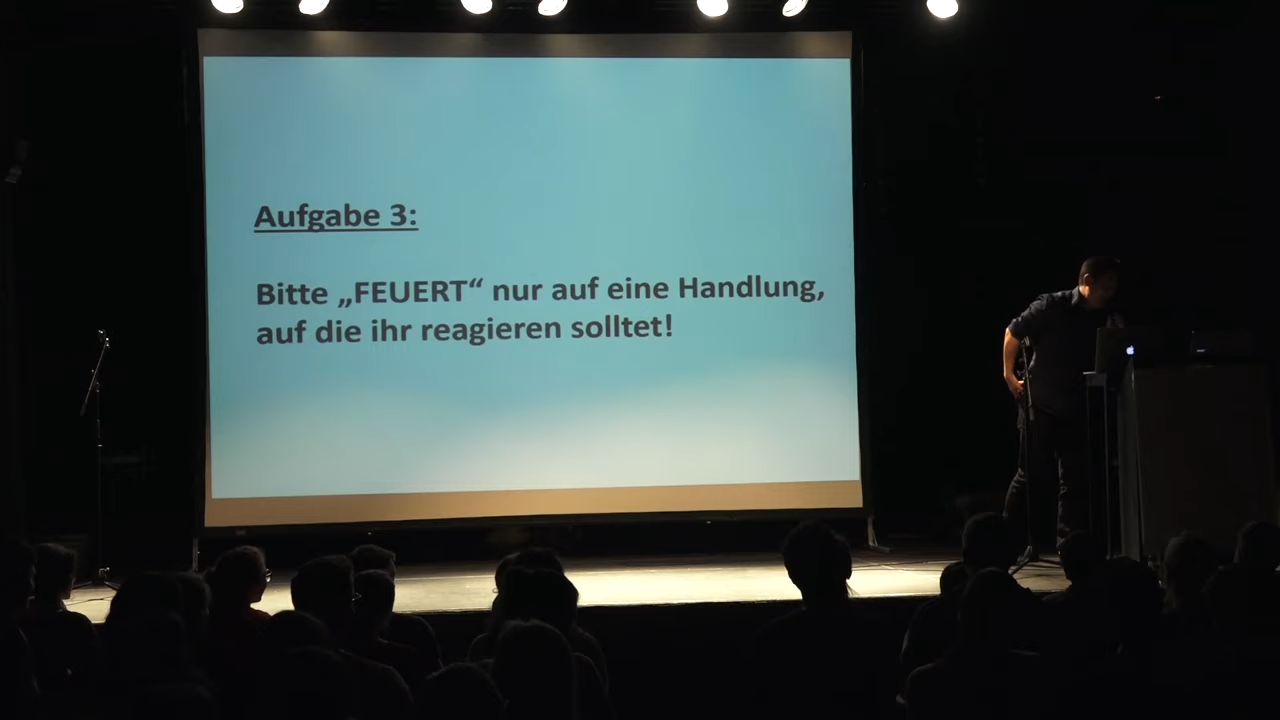 Aufgabe 3:
Bitte „FEUERT“ nur auf eine Handlung,
auf die ihr reagieren solltet!